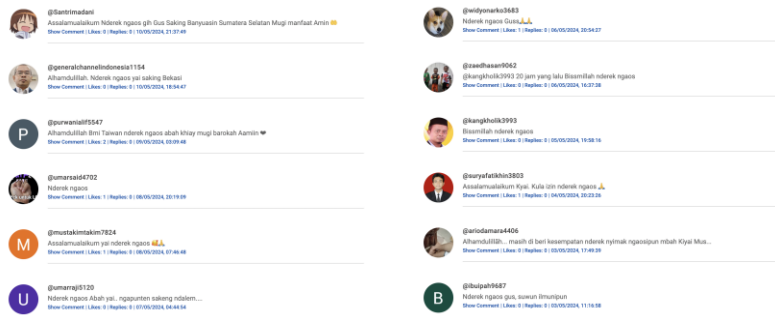 @Santrimadani
Assalamualaikum Nderek ngaos gih Gus Saking Banyuasin Sumatera Selatan Mugi manfaat Amin 🤲
Show Comment | Likes: 0 | Replies: 0 | 10/05/2024, 21:37:49
@generalchannelindonesia1154
Alhamdulillah. Nderek ngaos yai saking Bekasi
Show Comment | Likes: 0 | Replies: 0 | 10/05/2024, 18:54:47
P
@purwanialif5547
Alhamdulillah Bmi Taiwan nderek ngaos abah khiay mugi barokah Aamiin ❤
Show Comment | Likes: 2 | Replies: 0 | 09/05/2024, 03:09:48
@umarsaid4702
Nderek ngaos
Show Comment | Likes: 1 | Replies: 0 | 08/05/2024, 20:19:09
M
@mustakimtakim7824
Assalamualaikum yai nderek ngaos 🥰🙏
Show Comment | Likes: 1 | Replies: 0 | 08/05/2024, 07:46:48
U
@umarraji5120
Nderek ngaos Abah yai.. ngapunten sakeng ndalem....
Show Comment | Likes: 0 | Replies: 0 | 07/05/2024, 04:44:54
@widyonarko3683
Nderek ngaos Guss🙏🙏
Show Comment | Likes: 1 | Replies: 0 | 06/05/2024, 20:54:27
@zaedhasan9062
@kangkholik3993 20 jam yang lalu Bissmillah nderek ngaos
Show Comment | Likes: 0 | Replies: 0 | 06/05/2024, 16:37:38
@kangkholik3993
Bissmillah nderek ngaos
Show Comment | Likes: 0 | Replies: 0 | 05/05/2024, 19:58:16
@suryafatikhin3803
Assalamualaikum Kyai. Kula izin nderek ngaos 🙏
Show Comment | Likes: 1 | Replies: 0 | 04/05/2024, 20:23:26
@ariodamara4406
Alhamdulillâh... masih di beri kesempatan nderek nyimak ngaosipun mbah Kiyai Mus...
Show Comment | Likes: 0 | Replies: 0 | 03/05/2024, 17:49:39
B
@ibuipah9687
Nderek ngaos gus, suwun ilmunipun
Show Comment | Likes: 0 | Replies: 0 | 03/05/2024, 11:16:58